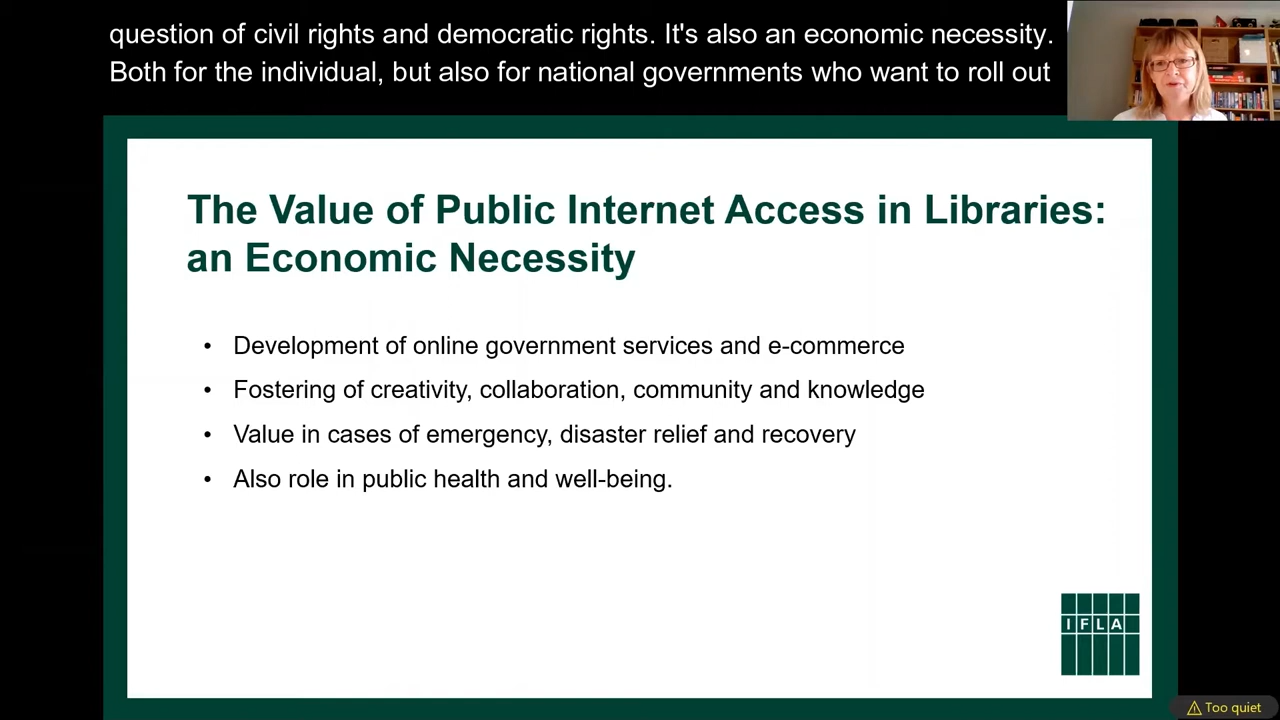 question of civil rights and democratic rights. It's also an economic necessity.
Both for the individual, but also for national governments who want to roll out
The Value of Public Internet Access in Libraries:
an Economic Necessity
• Development of online government services and e-commerce
• Fostering of creativity, collaboration, community and knowledge
• Value in cases of emergency, disaster relief and recovery
• Also role in public health and well-being.
IFLA
Too quiet